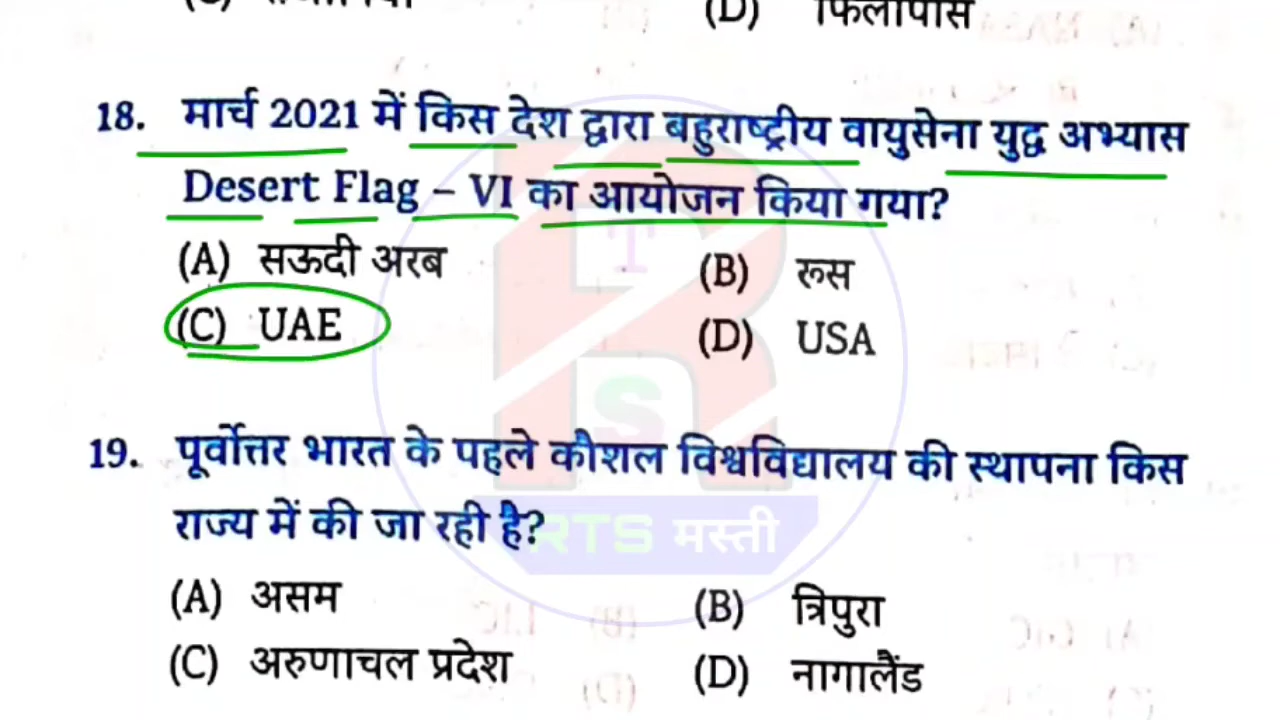 (D) फिलीपींस
18. मार्च 2021 में किस देश द्वारा बहुराष्ट्रीय वायुसेना युद्ध अभ्यास
Desert Flag – VI का आयोजन किया गया?
(A) सऊदी अरब (B) रूस
(C) UAE (D) USA
19. पूर्वोत्तर भारत के पहले कौशल विश्वविद्यालय की स्थापना किस
राज्य में की जा रही है?
RTS मस्ती
(A) असम (B) त्रिपुरा
(C) अरुणाचल प्रदेश (D) नागालैंड